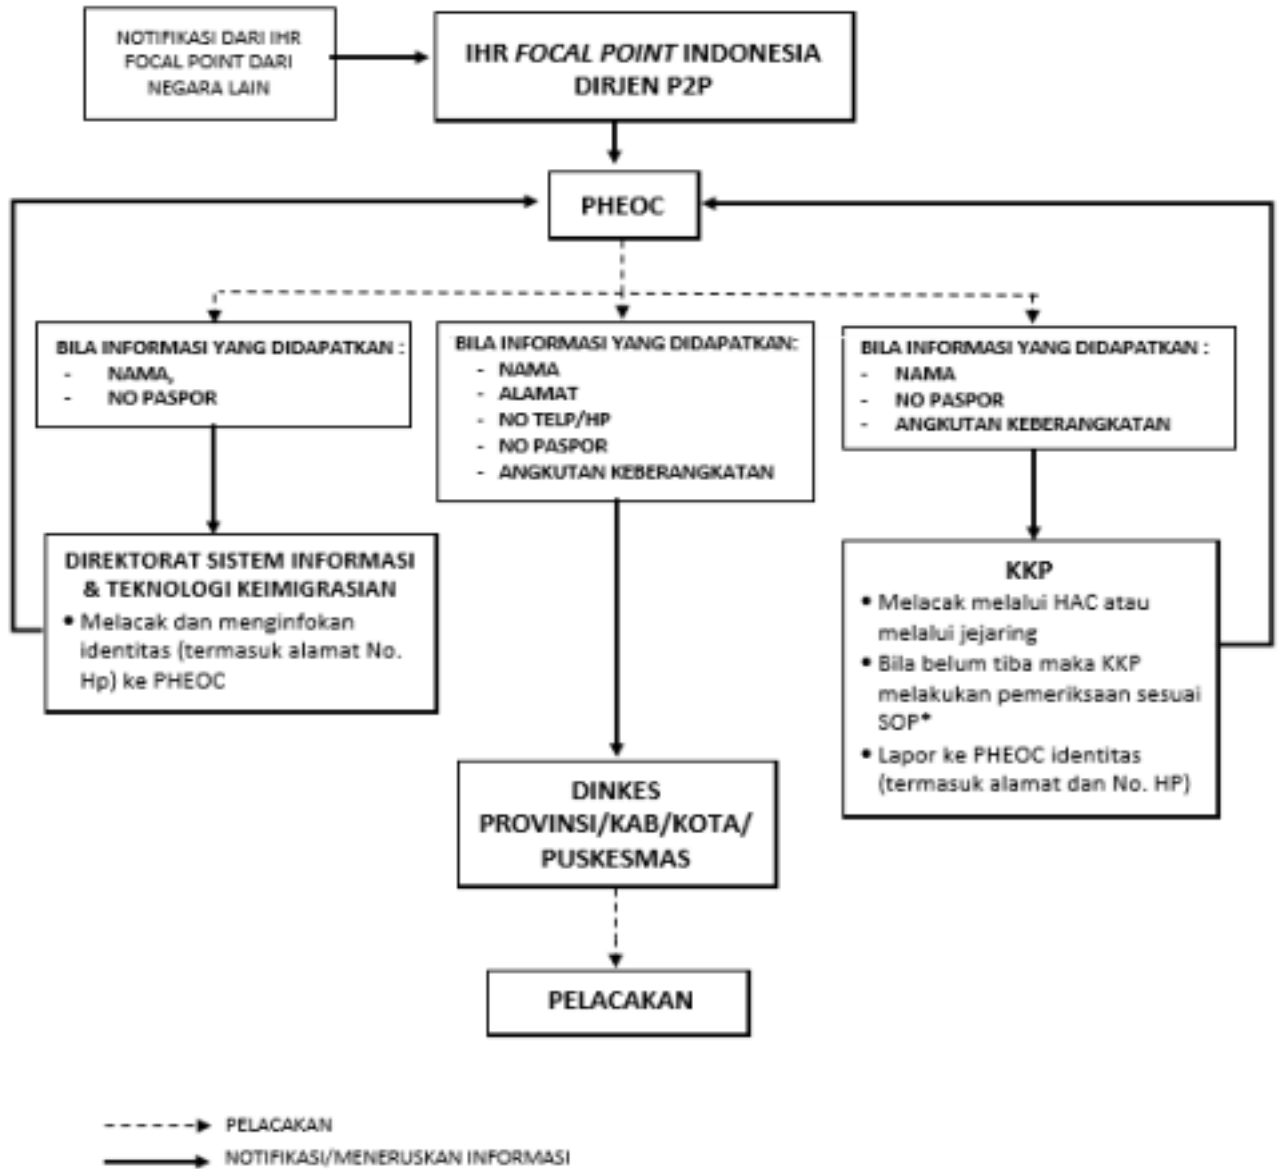 NOTIFIKASI DARI IHR
FOCAL POINT DARI
NEGARA LAIN
IHR FOCAL POINT INDONESIA
DIRJEN P2P
PHEOC
BILA INFORMASI YANG DIDAPATKAN :
- NAMA,
- NO PASPOR
BILA INFORMASI YANG DIDAPATKAN:
- NAMA
- ALAMAT
- NO TELP/HP
- NO PASPOR
- ANGKUTAN KEBERANGKATAN
BILA INFORMASI YANG DIDAPATKAN :
- NAMA
- NO PASPOR
- ANGKUTAN KEBERANGKATAN
DIREKTORAT SISTEM INFORMASI
& TEKNOLOGI KEIMIGRASIAN
• Melacak dan menginfokan
identitas (termasuk alamat No.
Hp) ke PHEOC
KKP
• Melacak melalui HAC atau
melalui jejaring
• Bila belum tiba maka KKP
melakukan pemeriksaan sesuai
SOP*
• Lapor ke PHEOC identitas
(termasuk alamat dan No. HP)
DINKES
PROVINSI/KAB/KOTA/
PUSKESMAS
PELACAKAN
PELACAKAN
NOTIFIKASI/MENERUSKAN INFORMASI